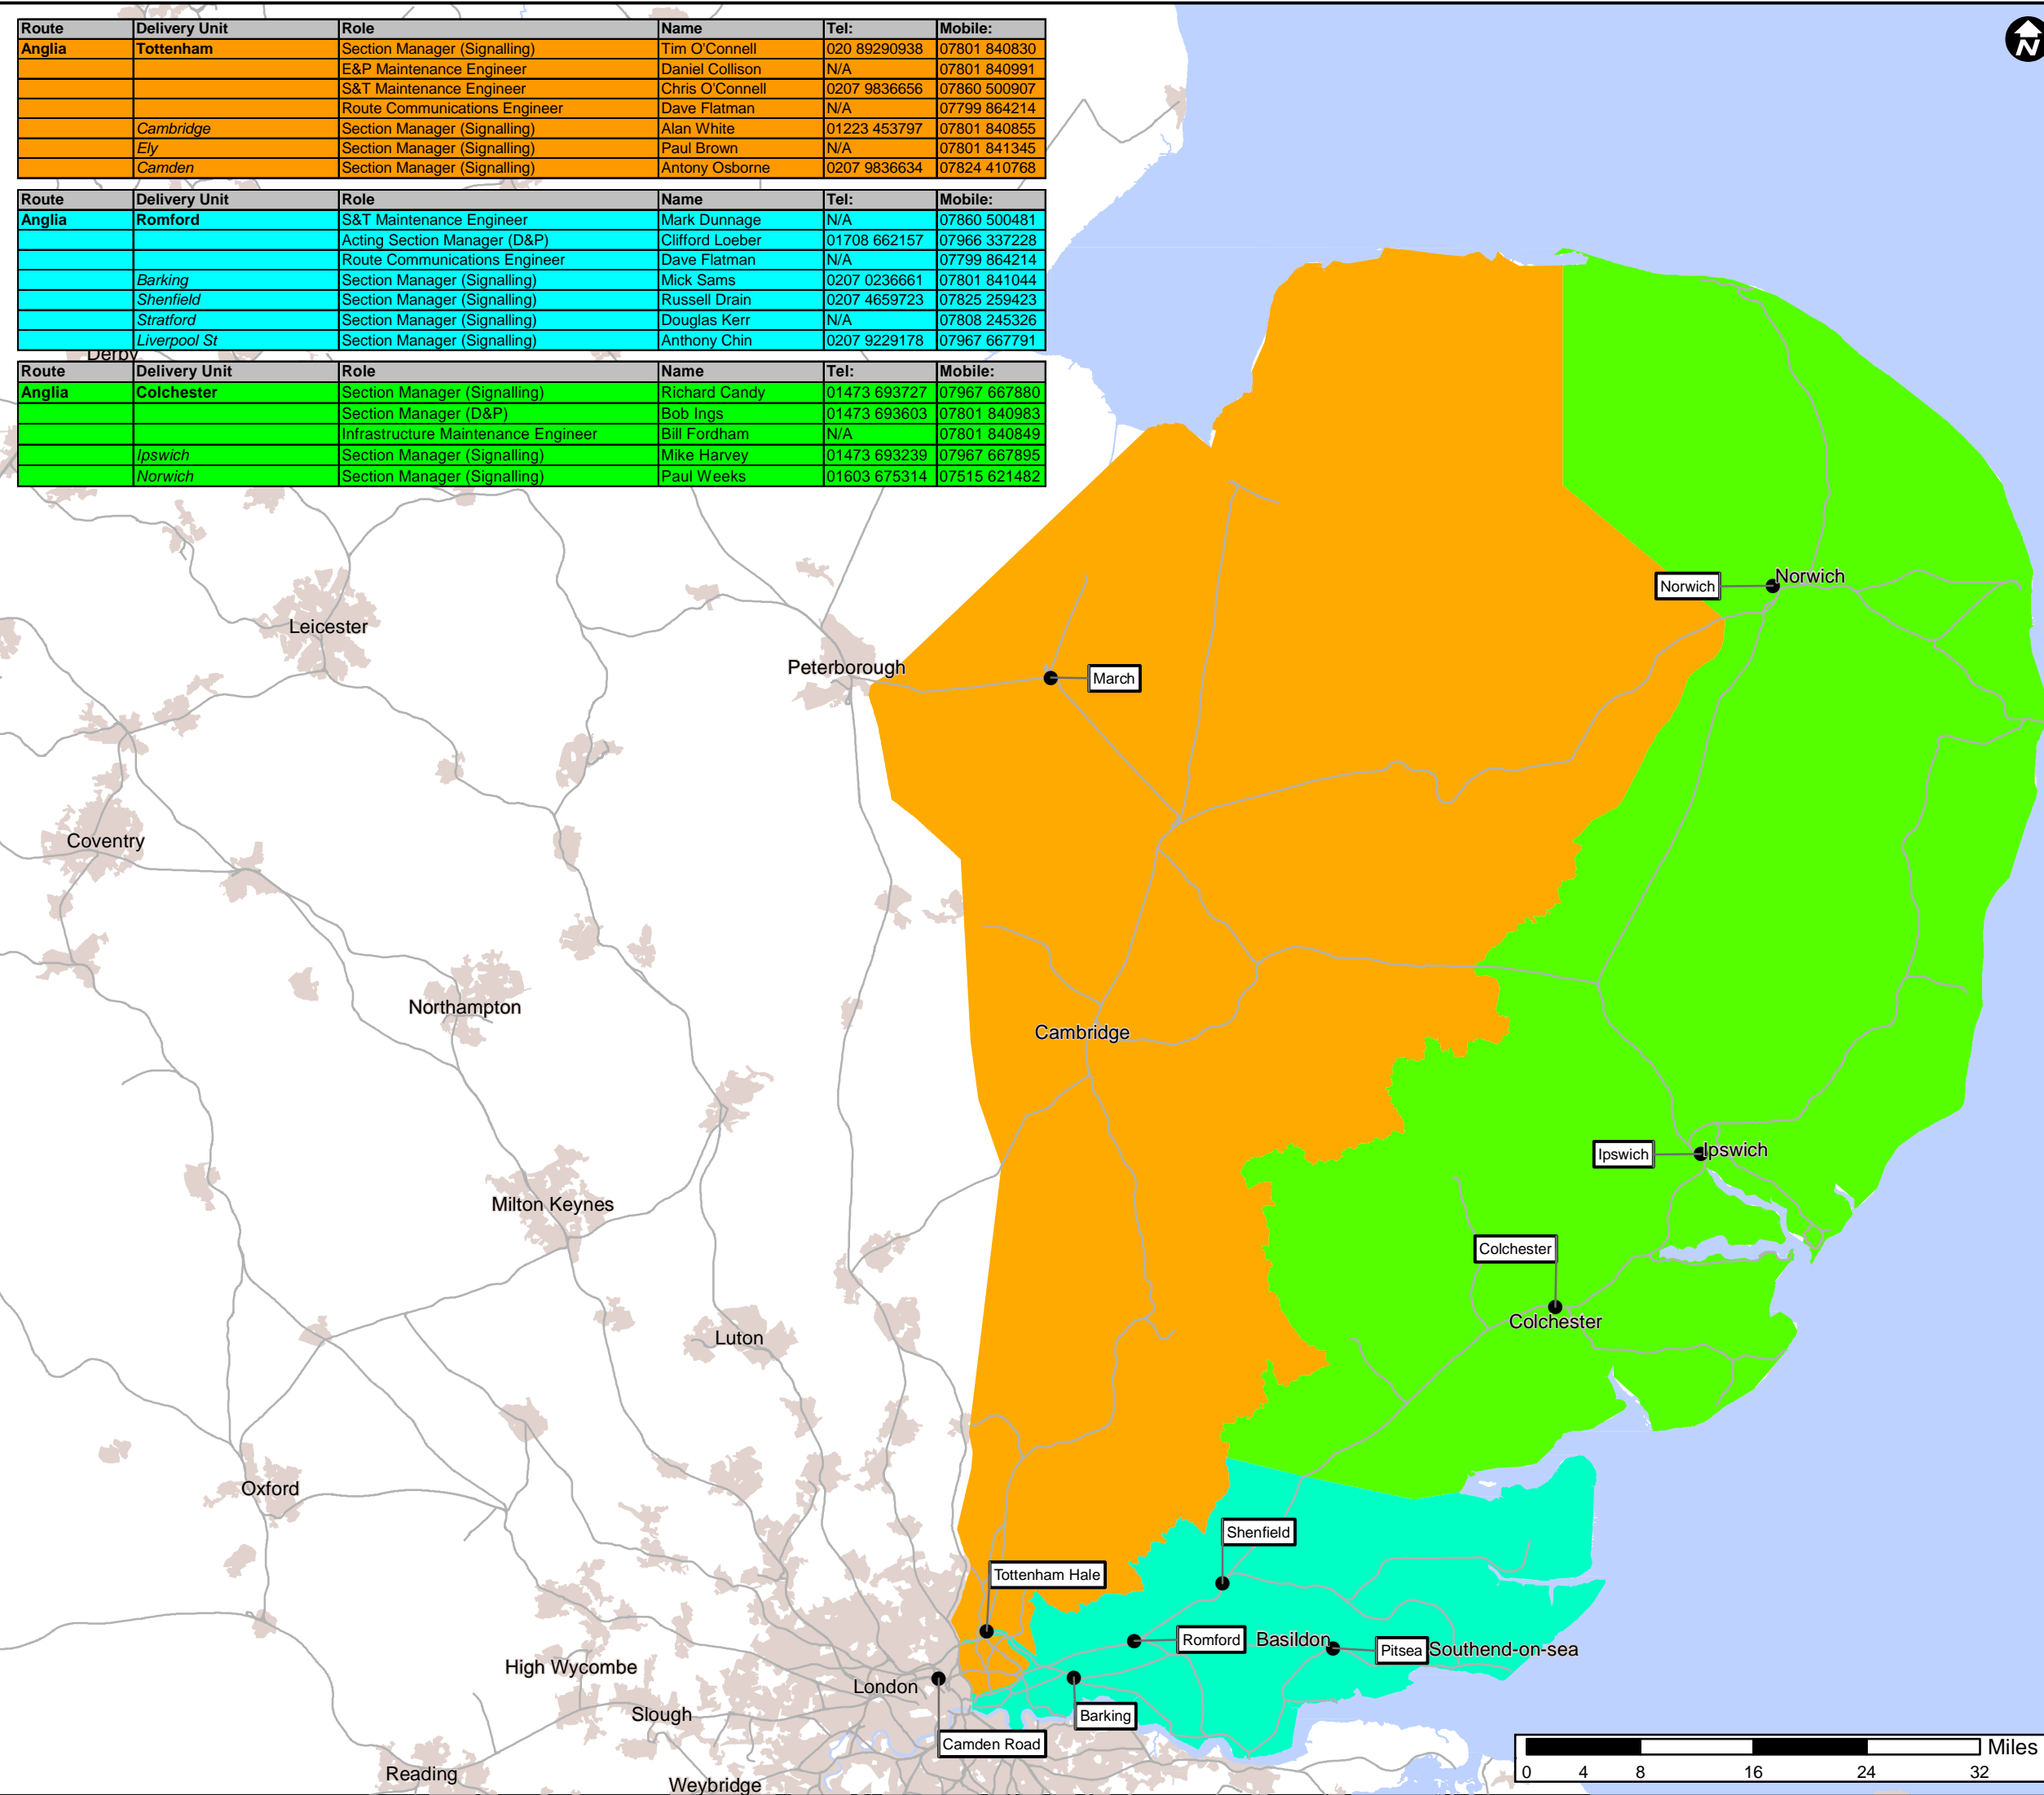 Route Delivery Unit Role Name Tel: Mobile:
Anglia Tottenham Section Manager (Signalling) Tim O'Connell 020 89290938 07801 840830
E&P Maintenance Engineer Daniel Collison N/A 07801 840991
S&T Maintenance Engineer Chris O'Connell 0207 9836656 07860 500907
Route Communications Engineer Dave Flatman N/A 07799 864214
Cambridge Section Manager (Signalling) Alan White 01223 453797 07801 840855
Ely Section Manager (Signalling) Paul Brown N/A 07801 841345
Camden Section Manager (Signalling) Antony Osborne 0207 9836634 07824 410768
Route Delivery Unit Role Name Tel: Mobile:
Anglia Romford S&T Maintenance Engineer Mark Dunnage N/A 07860 500481
Acting Section Manager (D&P) Clifford Loeber 01708 662157 07966 337228
Route Communications Engineer Dave Flatman N/A 07799 864214
Barking Section Manager (Signalling) Mick Sams 0207 0236661 07801 841044
Shenfield Section Manager (Signalling) Russell Drain 0207 4659723 07825 259423
Stratford Section Manager (Signalling) Douglas Kerr N/A 07808 245326
Liverpool St Section Manager (Signalling) Anthony Chin 0207 9229178 07967 667791
Derby
Route Delivery Unit Role Name Tel: Mobile:
Anglia Colchester Section Manager (Signalling) Richard Candy 01473 693727 07967 667880
Section Manager (D&P) Bob Ings 01473 693603 07801 840983
Infrastructure Maintenance Engineer Bill Fordham N/A 07801 840849
Ipswich Section Manager (Signalling) Mike Harvey 01473 693239 07967 667895
Norwich Section Manager (Signalling) Paul Weeks 01603 675314 07515 621482
N
Norwich
Norwich
Leicester
Peterborough
March
Coventry
Northampton
Cambridge
Ipswich
Ipswich
Milton Keynes
Colchester
Colchester
Luton
Oxford
Shenfield
Tottenham Hale
Romford
Basildon
Pitsea
Southend-on-sea
High Wycombe
London
Slough
Barking
Camden Road
Reading
Weybridge
Miles
0 4 8 16 24 32